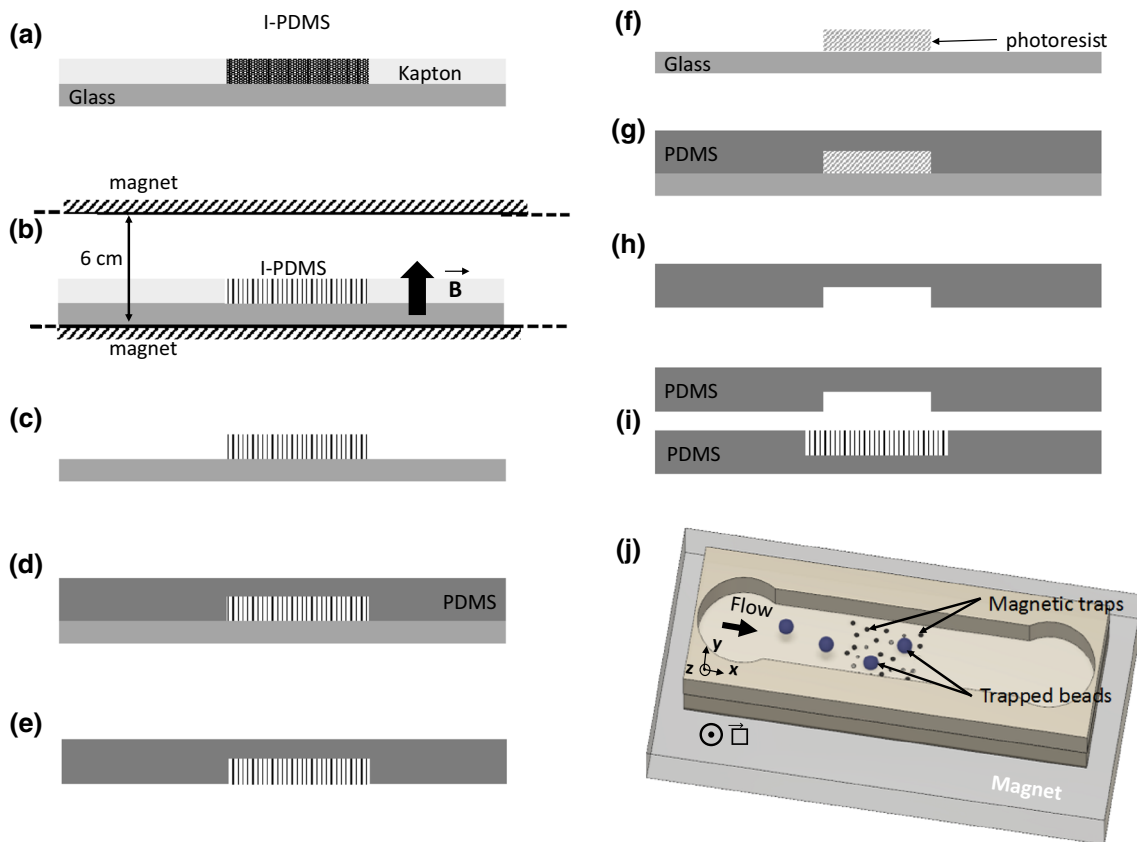 (a)
I-PDMS
Kapton
Glass
magnet
(b)
6 cm
I-PDMS
B
magnet
(c)
(d)
PDMS
(e)
(f)
photoresist
Glass
(g)
PDMS
(h)
PDMS
(i)
PDMS
(j)
Flow
Magnetic traps
y
z
x
Trapped beads
Magnet